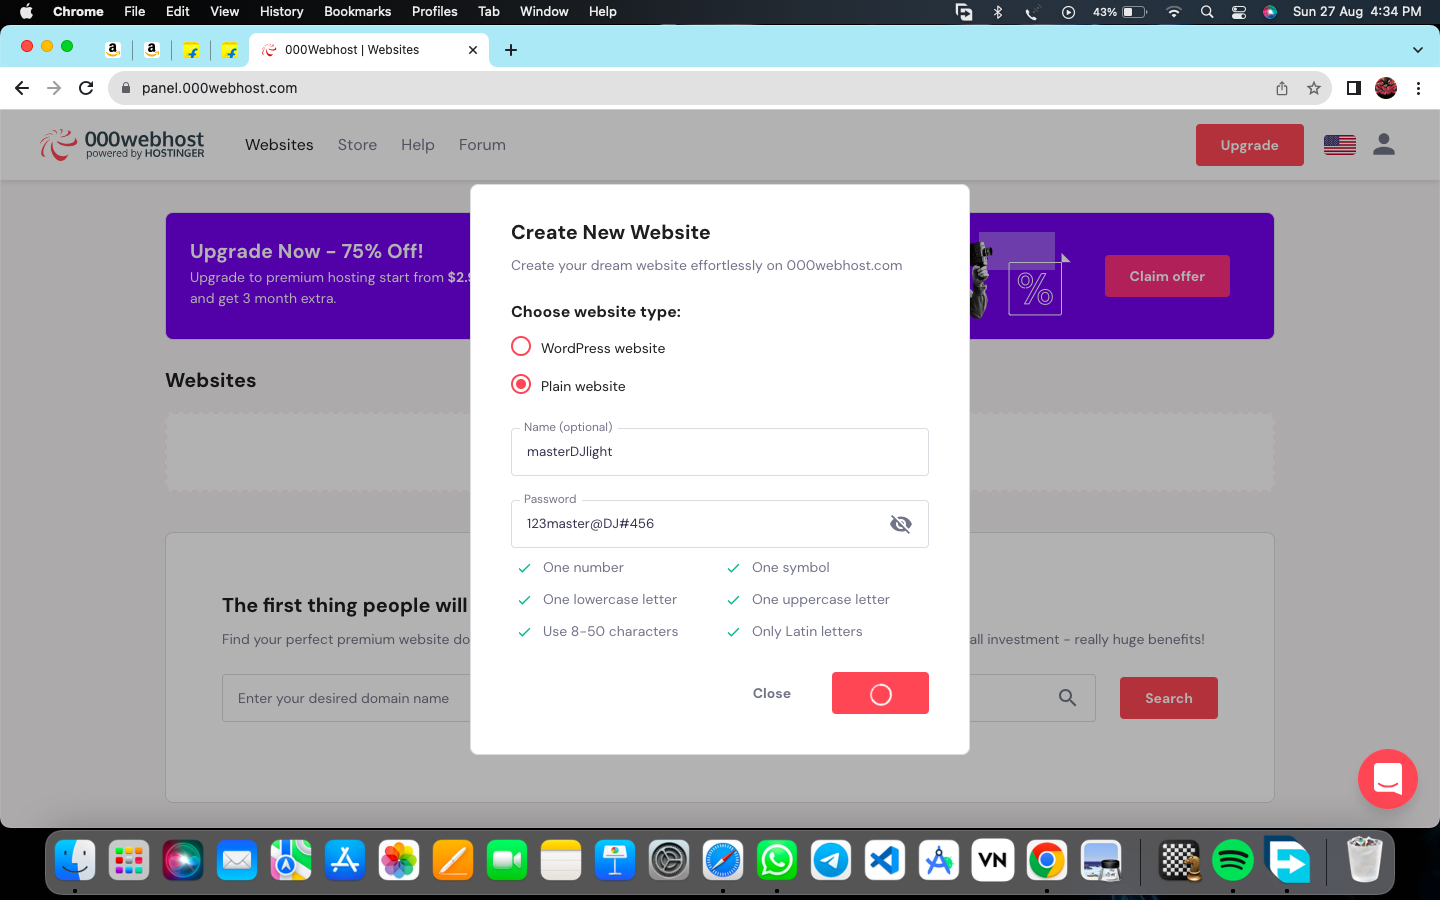 Chrome File Edit View History Bookmarks Profiles Tab Window Help 43% Sun 27 Aug 4:34 PM
000Webhost | Websites
panel.000webhost.com
000webhost
powered by HOSTINGER
Websites Store Help Forum
Upgrade
Create New Website
Create your dream website effortlessly on 000webhost.com
Choose website type:
WordPress website
Plain website
Name (optional)
masterDJlight
Password
123master@DJ#456
One number
One symbol
One lowercase letter
One uppercase letter
Use 8-50 characters
Only Latin letters
Close
Upgrade Now - 75% Off!
Upgrade to premium hosting start from $2.9
and get 3 month extra.
%
Claim offer
Websites
The first thing people will
Find your perfect premium website do
all investment - really huge benefits!
Enter your desired domain name
Search
VN